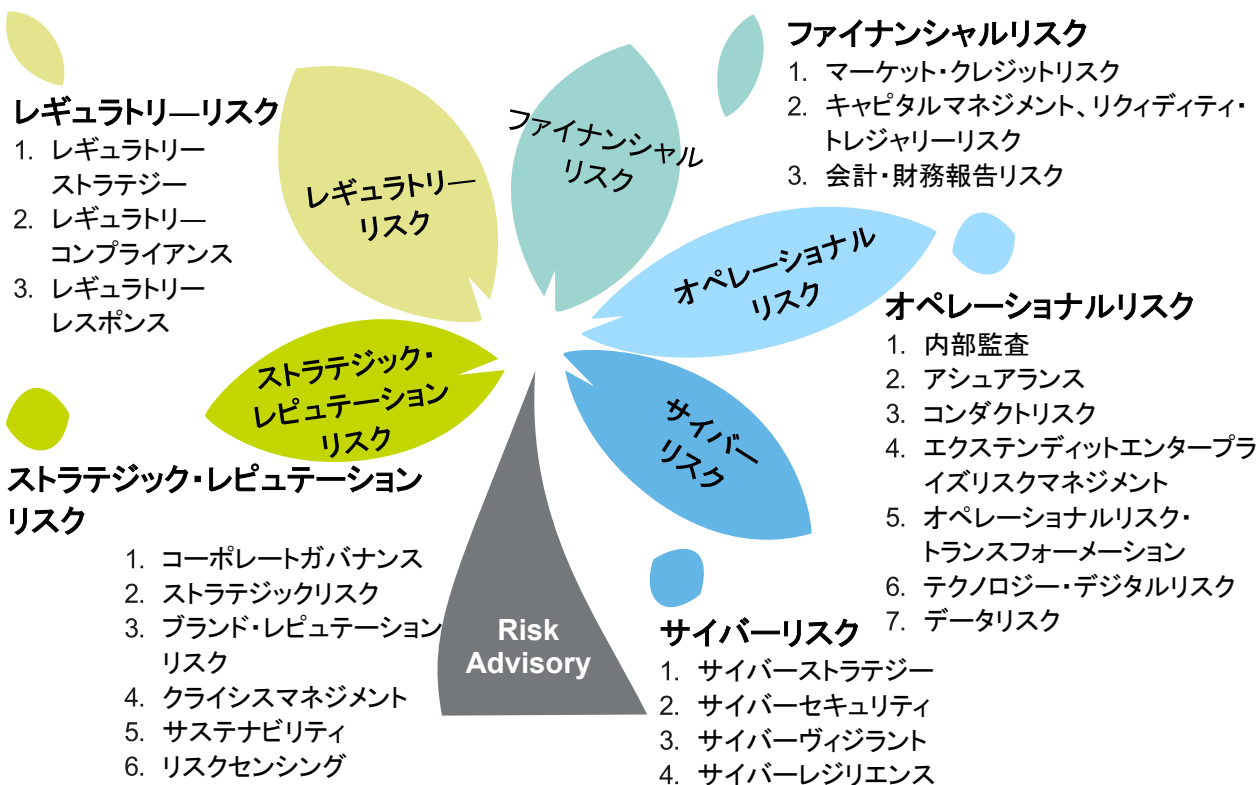 ファイナンシャルリスク
1. マーケット・クレジットリスク
2. キャピタルマネジメント、リクィディティ・
トレジャリーリスク
3. 会計・財務報告リスク
レギュラトリ―リスク
1. レギュラトリー
ストラテジー
2. レギュラトリ―
コンプライアンス
3. レギュラトリー
レスポンス
レギュラトリ―
リスク
ファイナンシャル
リスク
オペレーショナル
リスク
ストラテジック・
レピュテーション
リスク
サイバー
リスク
オペレーショナルリスク
1. 内部監査
2. アシュアランス
3. コンダクトリスク
4. エクステンディットエンタープラ
イズリスクマネジメント
5. オペレーショナルリスク・
トランスフォーメーション
6. テクノロジー・デジタルリスク
7. データリスク
ストラテジック・レピュテーション
リスク
1. コーポレートガバナンス
2. ストラテジックリスク
3. ブランド・レピュテーション
リスク
4. クライシスマネジメント
5. サステナビリティ
6. リスクセンシング
Risk
Advisory
サイバーリスク
1. サイバーストラテジー
2. サイバーセキュリティ
3. サイバーヴィジラント
4. サイバーレジリエンス